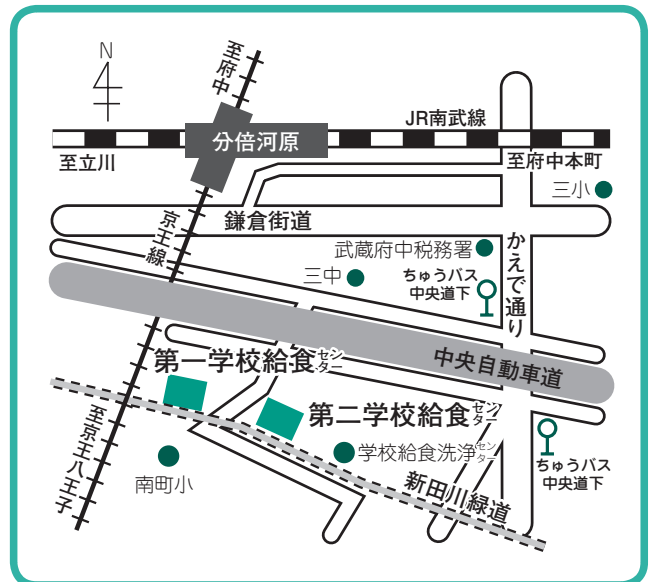 N
至府中
JR南武線
分倍河原
至立川
至府中本町
三小
京王線
鎌倉街道
かえで通り
武蔵府中税務署
三中
ちゅうバス
中央道下
中央自動車道
第一学校給食センター
第二学校給食センター
学校給食洗浄センター
ちゅうバス
中央道下
新田川緑道
南町小
至京王八王子